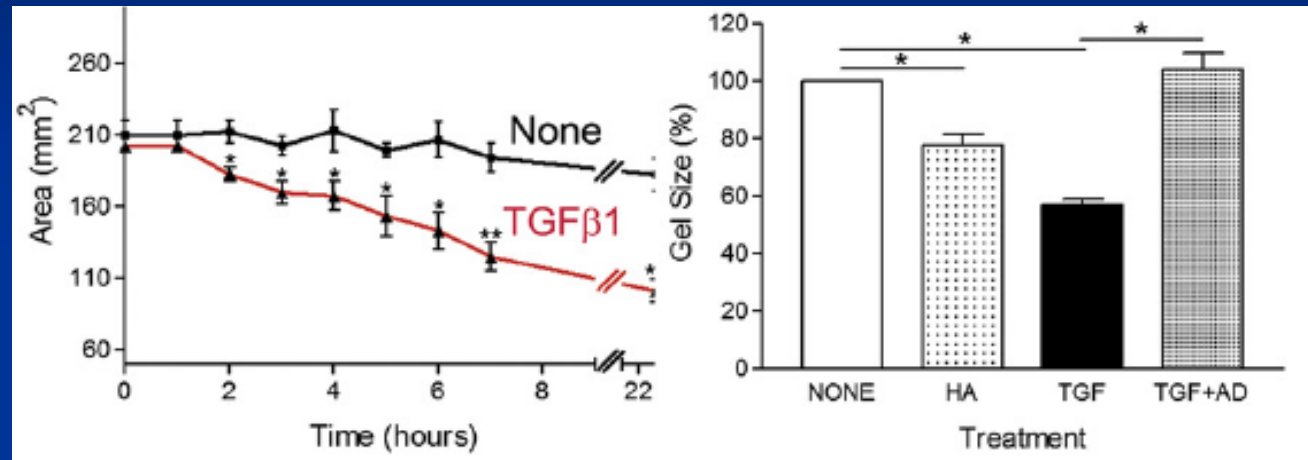 260
210
160
110
60
Area (mm²)
None
TGFβ1
*
*
*
*
*
**
*
0 2 4 6 8 22
Time (hours)
120
100
80
60
40
20
0
Gel Size (%)
*
*
*
NONE HA TGF TGF+AD
Treatment